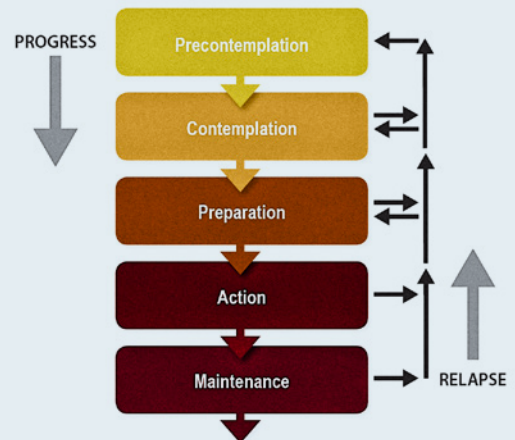 PROGRESS
Precontemplation
Contemplation
Preparation
Action
Maintenance
RELAPSE